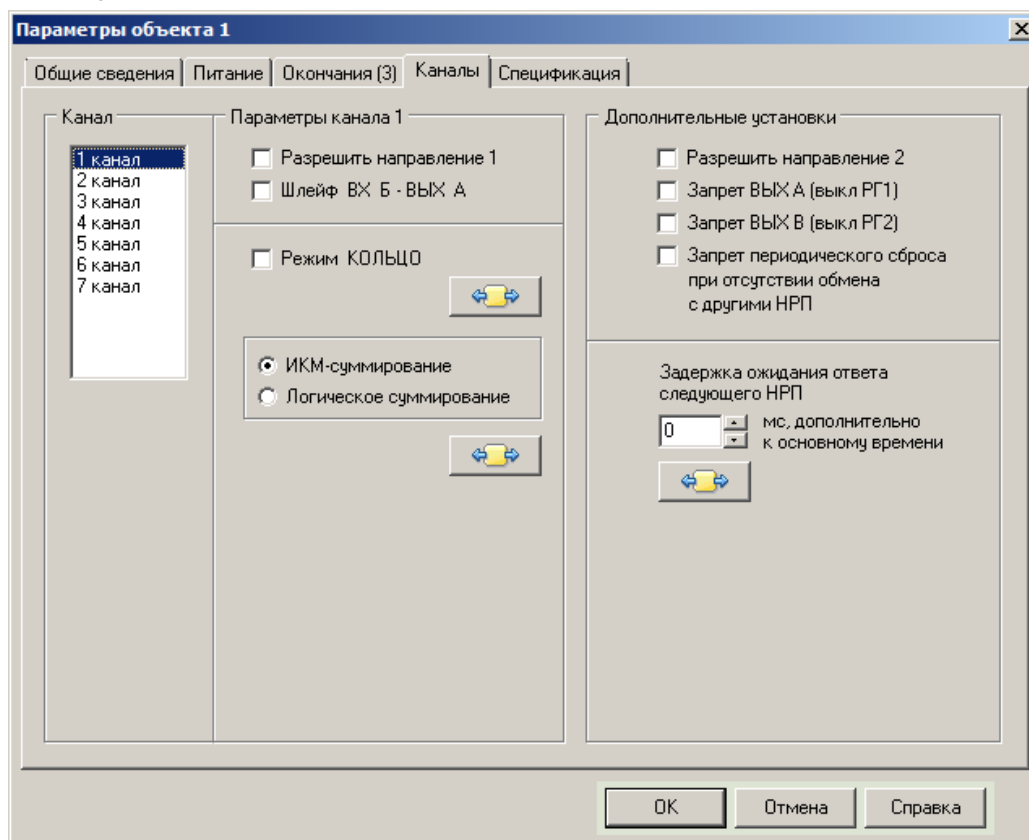 Параметры объекта 1
Общие сведения
Питание
Окончания (3)
Каналы
Спецификация
Канал
1 канал
2 канал
3 канал
4 канал
5 канал
6 канал
7 канал
Параметры канала 1
Разрешить направление 1
Шлейф ВХ Б - ВЫХ А
Режим КОЛЬЦО
ИКМ-суммирование
Логическое суммирование
Дополнительные установки
Разрешить направление 2
Запрет ВЫХ А (выкл РГ1)
Запрет ВЫХ В (выкл РГ2)
Запрет периодического сброса
при отсутствии обмена
с другими НРП
Задержка ожидания ответа
следующего НРП
0
мс, дополнительно
к основному времени
OK
Отмена
Справка